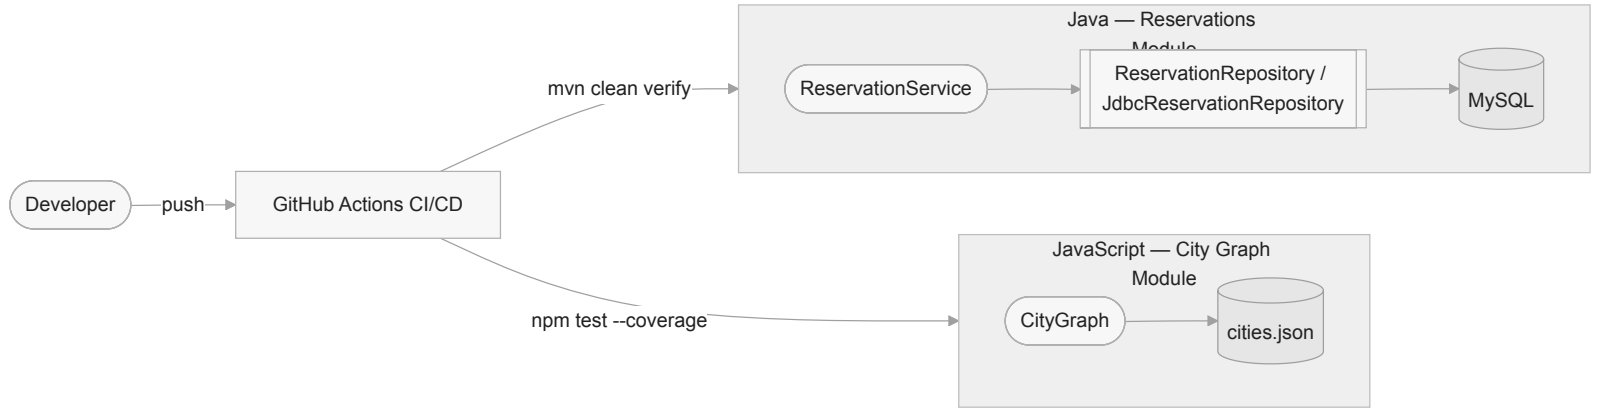 Java — Reservations
Module
ReservationService
ReservationRepository /
JdbcReservationRepository
MySQL
mvn clean verify
Developer
push
GitHub Actions CI/CD
npm test --coverage
JavaScript — City Graph
Module
CityGraph
cities.json